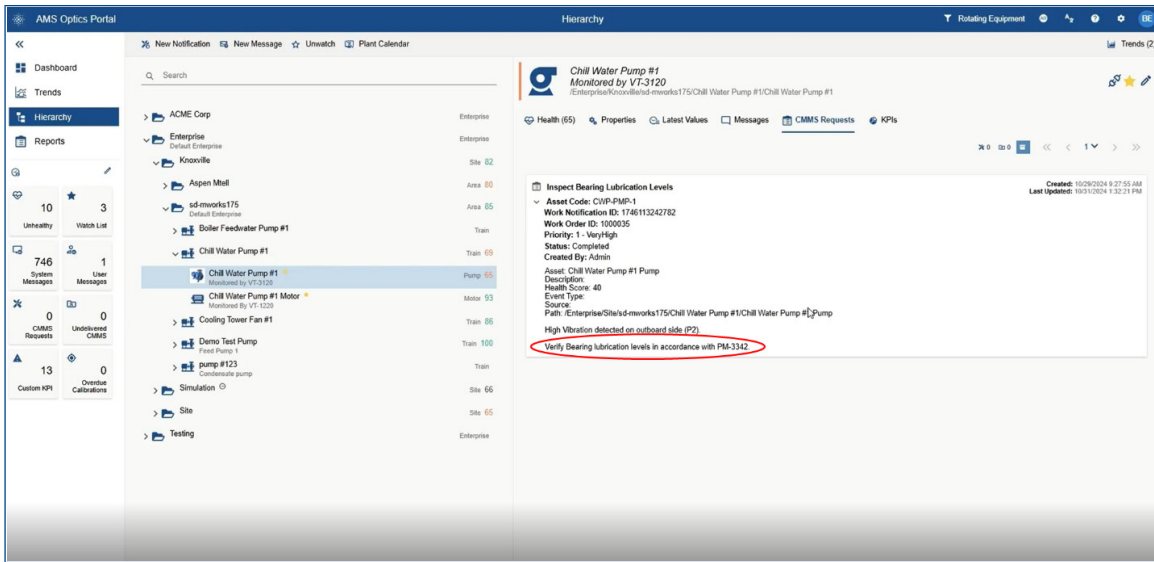 AMS Optics Portal
Hierarchy
Rotating Equipment
BE
New Notification
New Message
Unwatch
Plant Calendar
Trends (2)
Dashboard
Trends
Hierarchy
Reports
10
Unhealthy
3
Watch List
746
System
Messages
1
User
Messages
0
CMMS
Requests
0
Undelivered
CMMS
13
Custom KPI
0
Overdue
Calibrations
Search
ACME Corp
Enterprise
Enterprise
Default Enterprise
Enterprise
Knoxville
Site 82
Aspen Mtell
Area 80
sd-mworks175
Default Enterprise
Area 85
Boiler Feedwater Pump #1
Train
Chill Water Pump #1
Train 69
Chill Water Pump #1
Monitored by VT-3120
Pump 65
Chill Water Pump #1 Motor
Monitored By VT-1220
Motor 93
Cooling Tower Fan #1
Train 86
Demo Test Pump
Feed Pump 1
Train 100
pump #123
Condensate pump
Train
Simulation
Site 66
Site
Site 65
Testing
Enterprise
Chill Water Pump #1
Monitored by VT-3120
/Enterprise/Knoxville/sd-mworks175/Chill Water Pump #1/Chill Water Pump #1
Health (65)
Properties
Latest Values
Messages
CMMS Requests
KPIs
0
0
1
Inspect Bearing Lubrication Levels
Created: 10/29/2024 9:27:55 AM
Last Updated: 10/31/2024 1:32:21 PM
Asset Code: CWP-PMP-1
Work Notification ID: 1746113242782
Work Order ID: 1000035
Priority: 1 - VeryHigh
Status: Completed
Created By: Admin
Asset: Chill Water Pump #1 Pump
Description:
Health Score: 40
Event Type:
Source:
Path: /Enterprise/Site/sd-mworks175/Chill Water Pump #1/Chill Water Pump #1 Pump
High Vibration detected on outboard side (P2)
Verify Bearing lubrication levels in accordance with PM-3342.